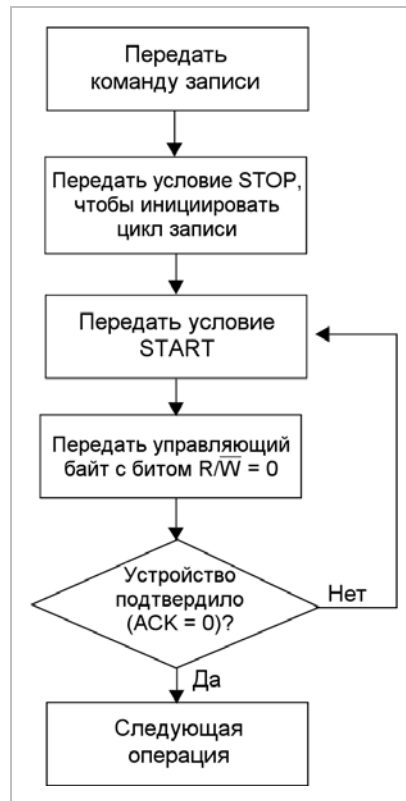 Передать
команду записи
Передать условие STOP,
чтобы инициировать
цикл записи
Передать условие
START
Передать управляющий
байт с битом R/W̅ = 0
Устройство
подтвердило
(ACK = 0)?
Нет
Да
Следующая
операция